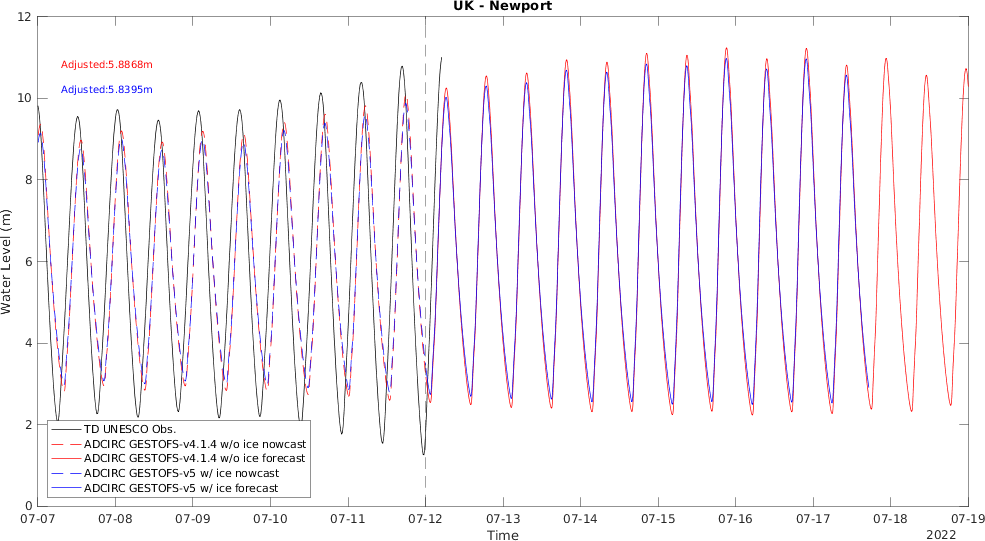 UK - Newport
12
10
8
6
4
2
0
Water Level (m)
Adjusted:5.8868m
Adjusted:5.8395m
TD UNESCO Obs.
ADCIRC GESTOFS-v4.1.4 w/o ice nowcast
ADCIRC GESTOFS-v4.1.4 w/o ice forecast
ADCIRC GESTOFS-v5 w/ ice nowcast
ADCIRC GESTOFS-v5 w/ ice forecast
07-07 07-08 07-09 07-10 07-11 07-12 07-13 07-14 07-15 07-16 07-17 07-18 07-19
Time
2022